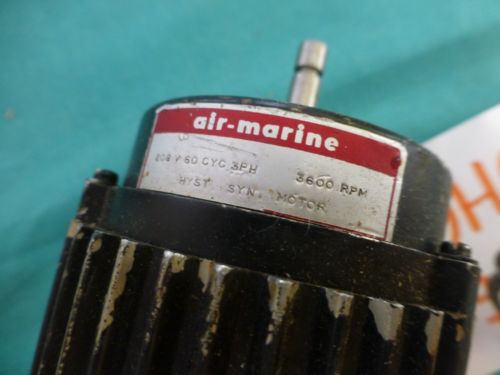 air-marine
208 V 60 CYC. 3PH 3600 RPM
HYST. SYN. MOTOR